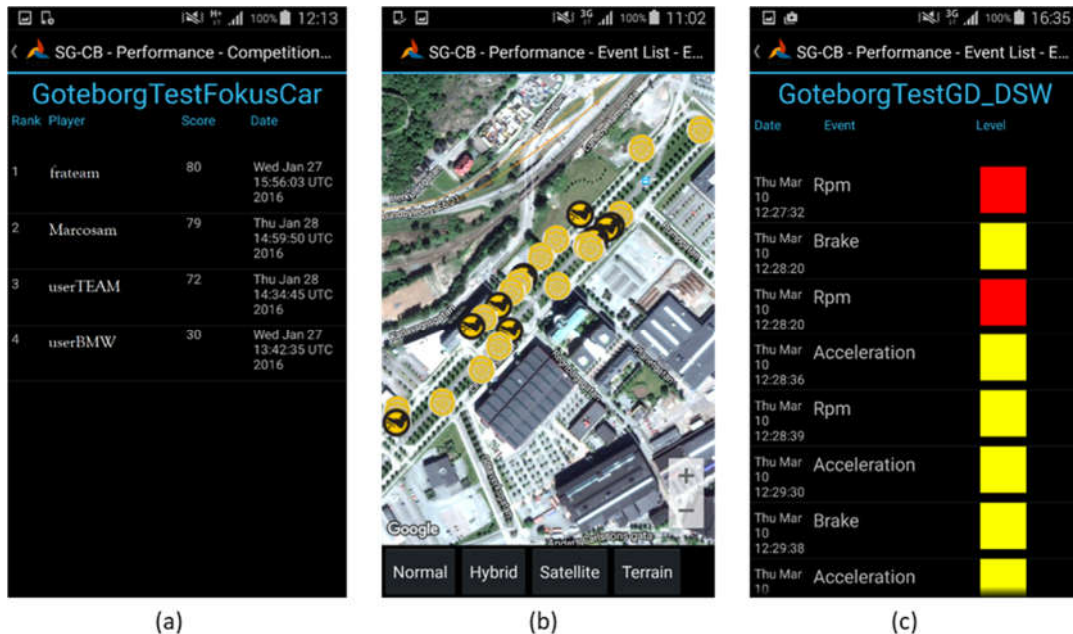 H+ 100% 12:13
SG-CB - Performance - Competition...
GoteborgTestFokusCar
Rank Player Score Date
1 frateam 80 Wed Jan 27
15:56:03 UTC
2016
2 Marcosam 79 Thu Jan 28
14:59:50 UTC
2016
3 userTEAM 72 Thu Jan 28
14:34:45 UTC
2016
4 userBMW 30 Wed Jan 27
13:42:35 UTC
2016
(a)
3G 100% 11:02
SG-CB - Performance - Event List - E...
Google
+
−
Normal Hybrid Satellite Terrain
(b)
3G 100% 16:35
SG-CB - Performance - Event List - E...
GoteborgTestGD_DSW
Date Event Level
Thu Mar
10
12:27:32
Rpm
Thu Mar
10
12:28:20
Brake
Thu Mar
10
12:28:20
Rpm
Thu Mar
10
12:28:36
Acceleration
Thu Mar
10
12:28:39
Rpm
Thu Mar
10
12:29:30
Acceleration
Thu Mar
10
12:29:38
Brake
Thu Mar
10
Acceleration
(c)